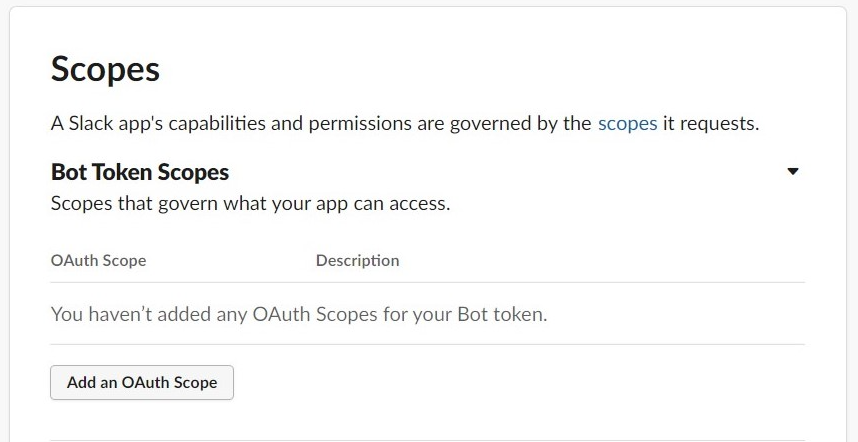 Scopes
A Slack app's capabilities and permissions are governed by the scopes it requests.
Bot Token Scopes
Scopes that govern what your app can access.
OAuth Scope Description
You haven’t added any OAuth Scopes for your Bot token.
Add an OAuth Scope